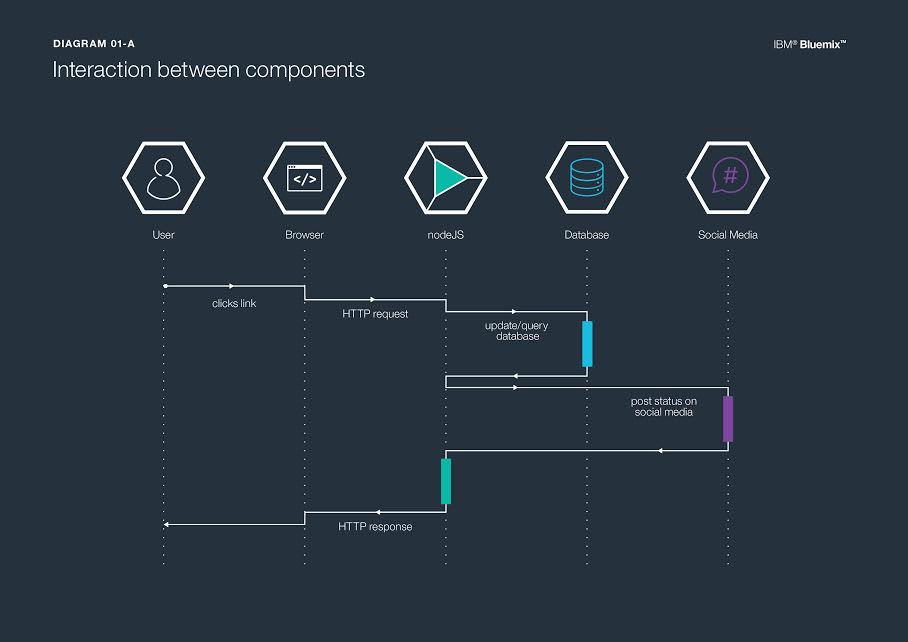 DIAGRAM 01-A
IBM® Bluemix™
Interaction between components
</>
#
User
Browser
nodeJS
Database
Social Media
clicks link
HTTP request
update/query
database
post status on
social media
HTTP response